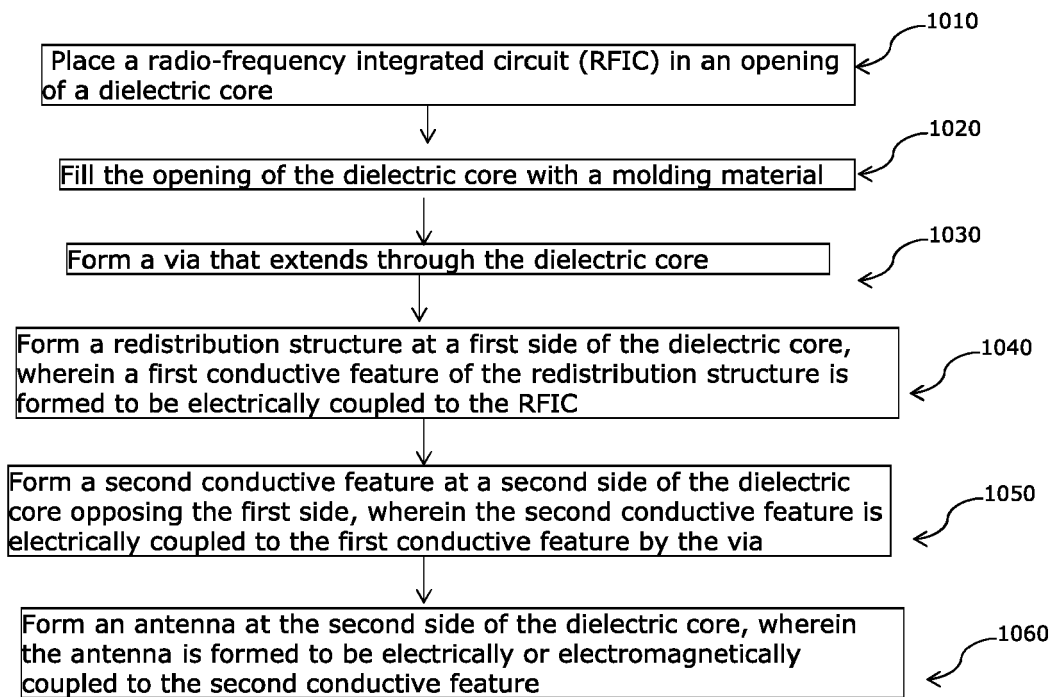 1010
Place a radio-frequency integrated circuit (RFIC) in an opening
of a dielectric core
1020
Fill the opening of the dielectric core with a molding material
1030
Form a via that extends through the dielectric core
1040
Form a redistribution structure at a first side of the dielectric core,
wherein a first conductive feature of the redistribution structure is
formed to be electrically coupled to the RFIC
1050
Form a second conductive feature at a second side of the dielectric
core opposing the first side, wherein the second conductive feature is
electrically coupled to the first conductive feature by the via
1060
Form an antenna at the second side of the dielectric core, wherein
the antenna is formed to be electrically or electromagnetically
coupled to the second conductive feature